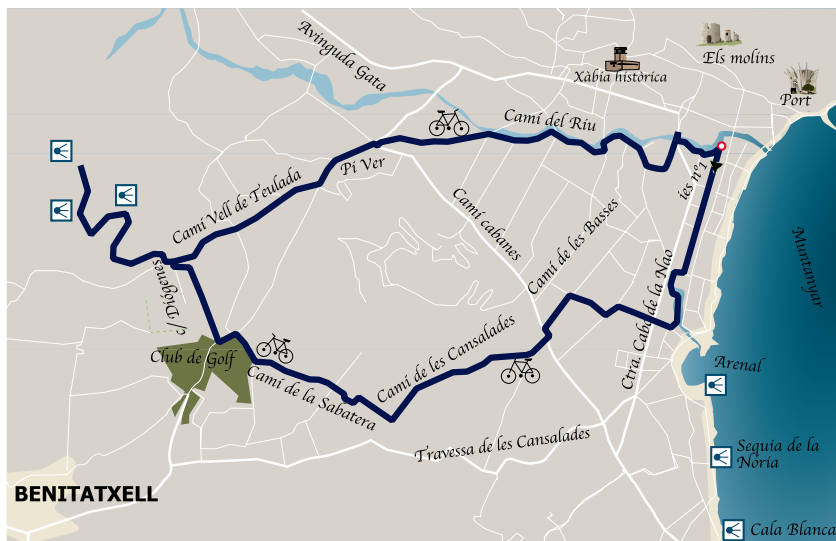 Avinguda Gata
Els molins
Xàbia històrica
Port
Camí del Riu
Pi Ver
ies nº1
Camí Vell de Teulada
Camí cabanes
Camí de les Basses
Muntanyar
c/ Diógenes
Ctra. Cabo de la Nao
Club de Golf
Camí de les Cansalades
Arenal
Camí de la Sabatera
Travessa de les Cansalades
Sequia de la
Noria
BENITATXELL
Cala Blanca